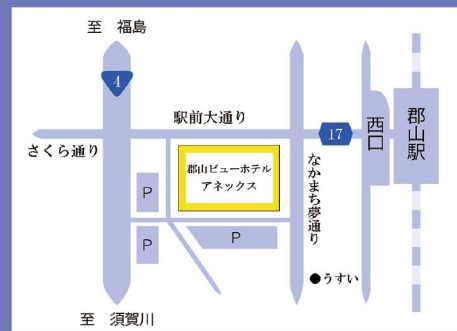 至 福島
4
駅前大通り
17
西口
郡山駅
さくら通り
郡山ビューホテル
アネックス
なかまち夢通り
P
P
P
●うすい
至 須賀川